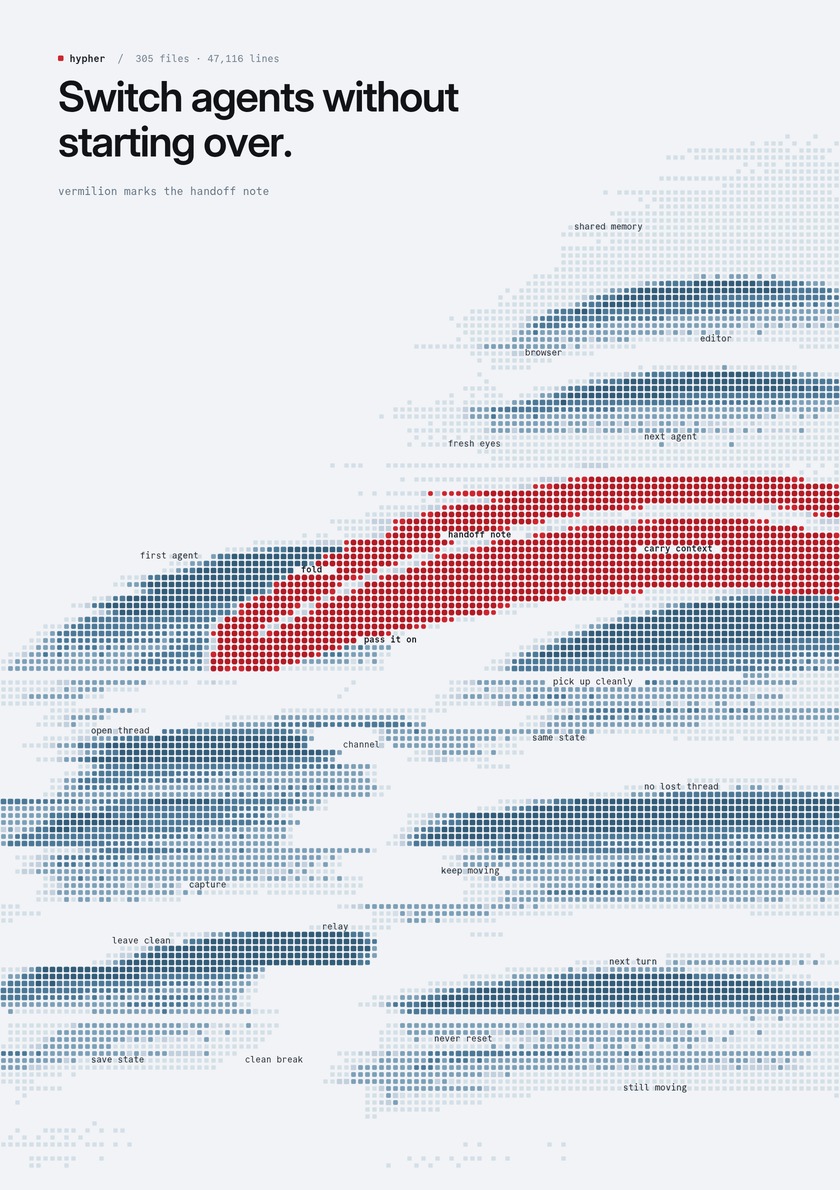 hypher / 305 files · 47,116 lines
Switch agents without
starting over.
vermilion marks the handoff note
shared memory
editor
browser
next agent
fresh eyes
handoff note
carry context
first agent
fold
pass it on
pick up cleanly
open thread
same state
channel
no lost thread
keep moving
capture
relay
leave clean
next turn
never reset
save state
clean break
still moving